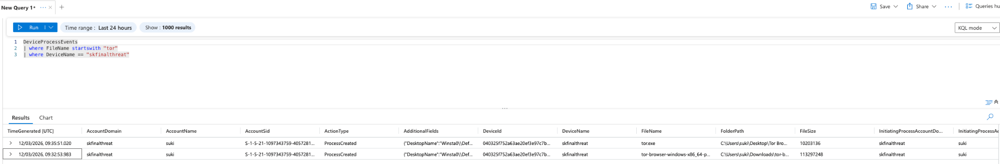 New Query 1* ··· × +
Save Share ··· Queries hu
Run Time range : Last 24 hours Show : 1000 results KQL mode
1 DeviceProcessEvents
2 | where FileName startswith "tor"
3 | where DeviceName == "skfinalthreat"
...
Results Chart
TimeGenerated [UTC] AccountDomain AccountName AccountSid ActionType AdditionalFields DeviceId DeviceName FileName FolderPath FileSize InitiatingProcessAccountDo... InitiatingProcessAc
12/03/2026, 09:35:51.020 skfinalthreat suki S-1-5-21-1097343759-4057281... ProcessCreated {"DesktopName":"Winsta0\\Def... 040325f752a63ae20ef3e97c7b... skfinalthreat tor.exe C:\Users\suki\Desktop\Tor Bro... 10203136 skfinalthreat suki
12/03/2026, 09:32:53.983 skfinalthreat suki S-1-5-21-1097343759-4057281... ProcessCreated {"DesktopName":"Winsta0\\Def... 040325f752a63ae20ef3e97c7b... skfinalthreat tor-browser-windows-x86_64-p... C:\Users\suki\Downloads\tor-b... 113297248 skfinalthreat suki